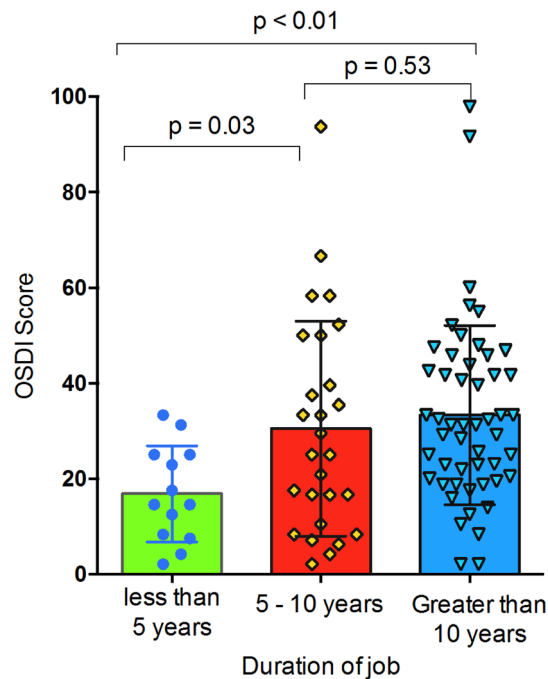 p < 0.01
p = 0.53
p = 0.03
100
80
60
40
20
0
OSDI Score
less than
5 years
5 - 10 years
Greater than
10 years
Duration of job